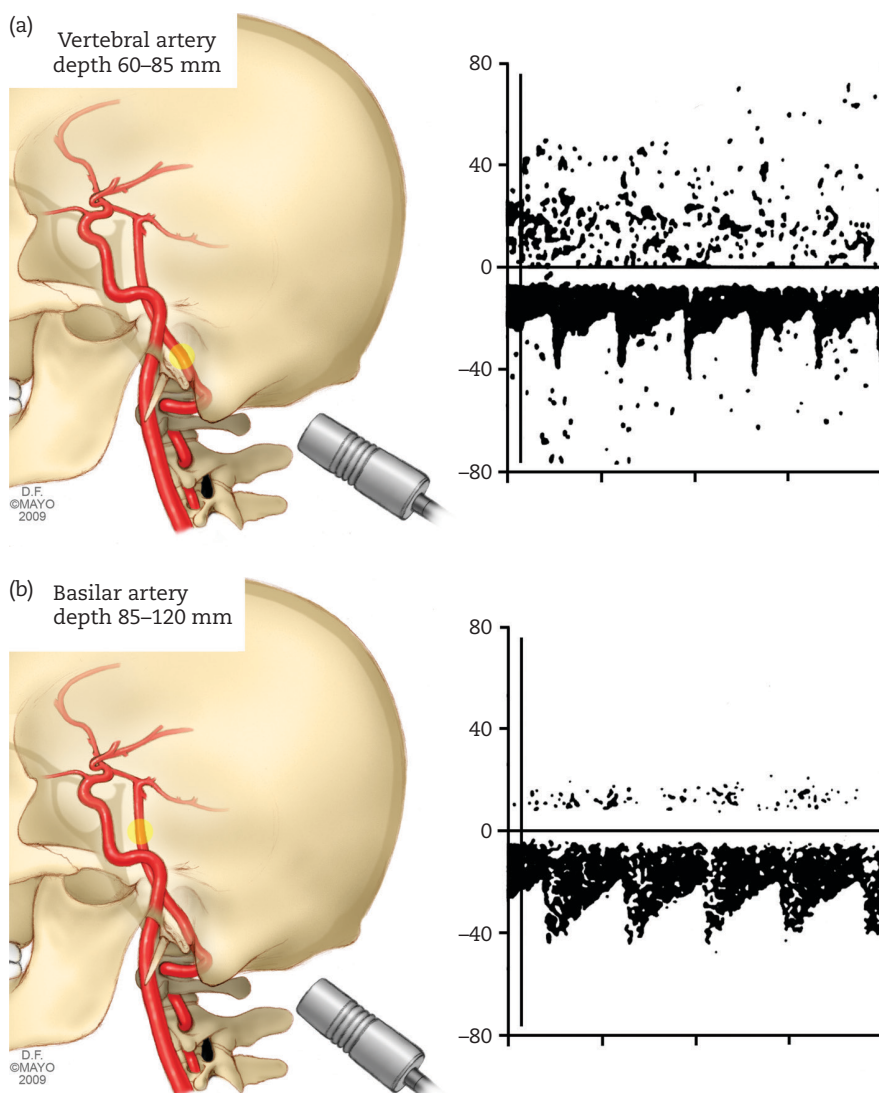 (a)
Vertebral artery
depth 60–85 mm
80
40
0
–40
–80
D.F.
©MAYO
2009
(b)
Basilar artery
depth 85–120 mm
80
40
0
–40
–80
D.F.
©MAYO
2009